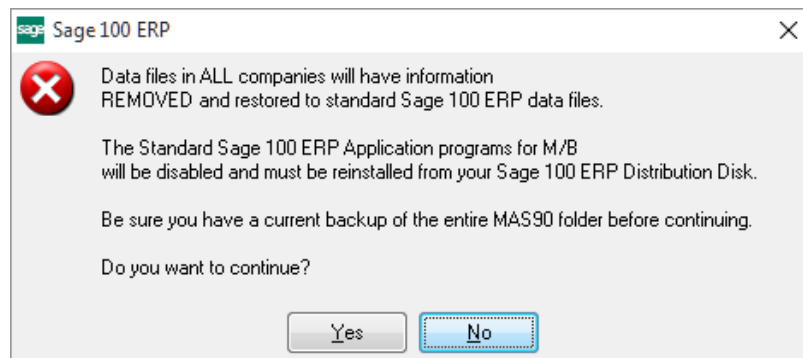 sage Sage 100 ERP
Data files in ALL companies will have information
REMOVED and restored to standard Sage 100 ERP data files.
The Standard Sage 100 ERP Application programs for M/B
will be disabled and must be reinstalled from your Sage 100 ERP Distribution Disk.
Be sure you have a current backup of the entire MAS90 folder before continuing.
Do you want to continue?
Yes No